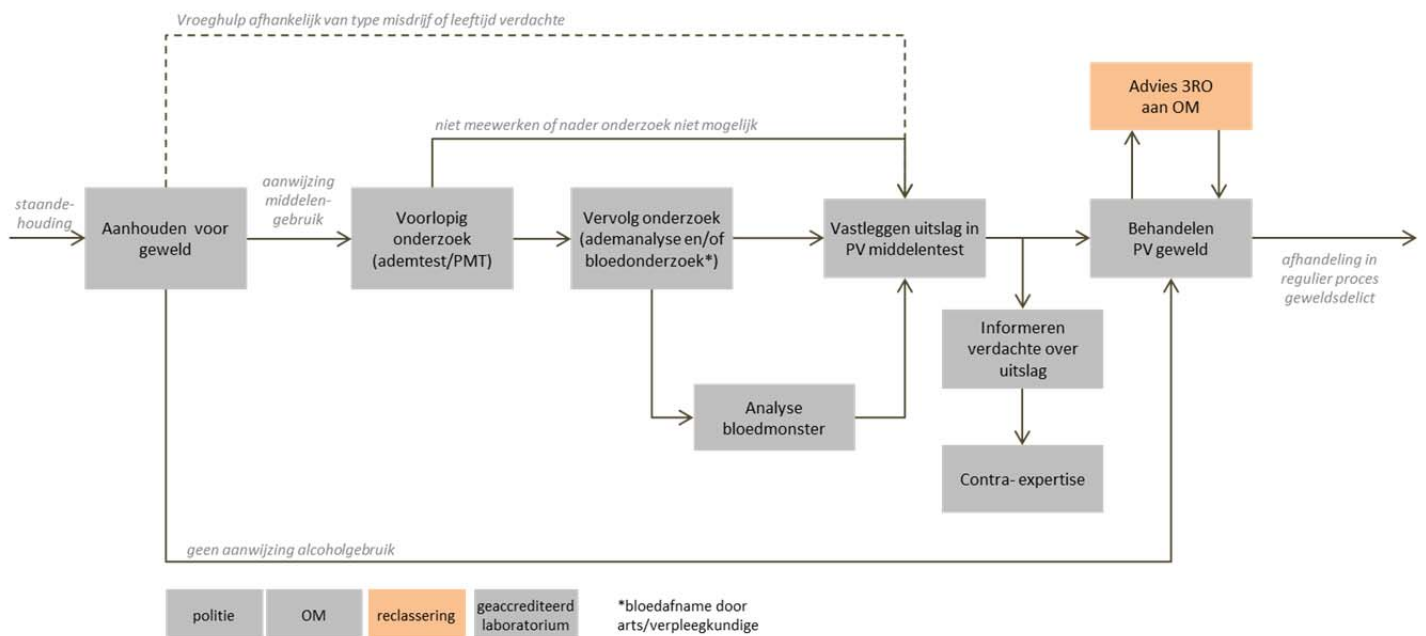 Vroeghulp afhankelijk van type misdrijf of leeftijd verdachte
Advies 3RO
aan OM
niet meewerken of nader onderzoek niet mogelijk
staande-
houding
Aanhouden voor
geweld
aanwijzing
middelen-
gebruik
Voorlopig
onderzoek
(ademtest/PMT)
Vervolg onderzoek
(ademanalyse en/of
bloedonderzoek*)
Vastleggen uitslag in
PV middelentest
Behandelen
PV geweld
afhandeling in
regulier proces
geweldsdelict
Informeren
verdachte over
uitslag
Analyse
bloedmonster
Contra- expertise
geen aanwijzing alcoholgebruik
politie
OM
reclassering
geaccrediteerd
laboratorium
*bloedafname door
arts/verpleegkundige